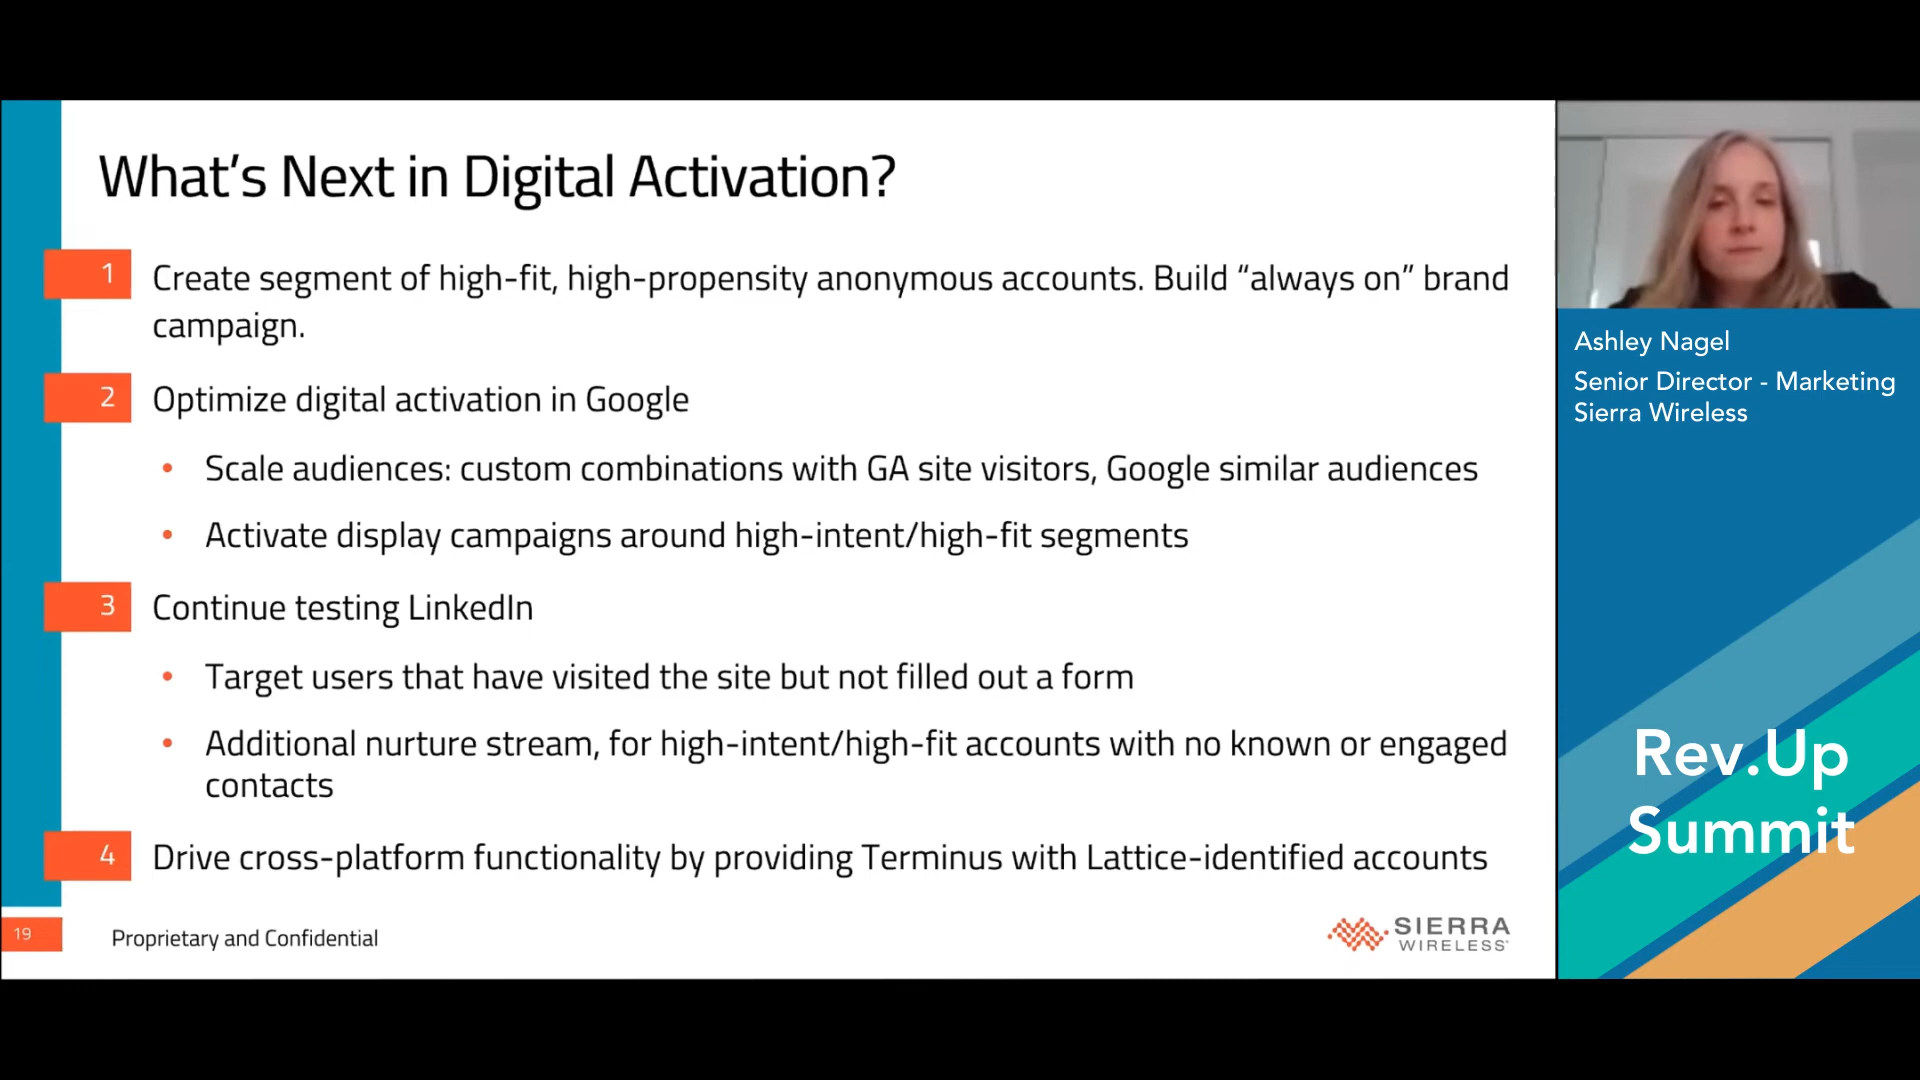 What's Next in Digital Activation?
1
Create segment of high-fit, high-propensity anonymous accounts. Build “always on” brand
campaign.
2
Optimize digital activation in Google
• Scale audiences: custom combinations with GA site visitors, Google similar audiences
• Activate display campaigns around high-intent/high-fit segments
3
Continue testing LinkedIn
• Target users that have visited the site but not filled out a form
• Additional nurture stream, for high-intent/high-fit accounts with no known or engaged
contacts
4
Drive cross-platform functionality by providing Terminus with Lattice-identified accounts
19
Proprietary and Confidential
SIERRA
WIRELESS
Ashley Nagel
Senior Director - Marketing
Sierra Wireless
Rev.Up
Summit